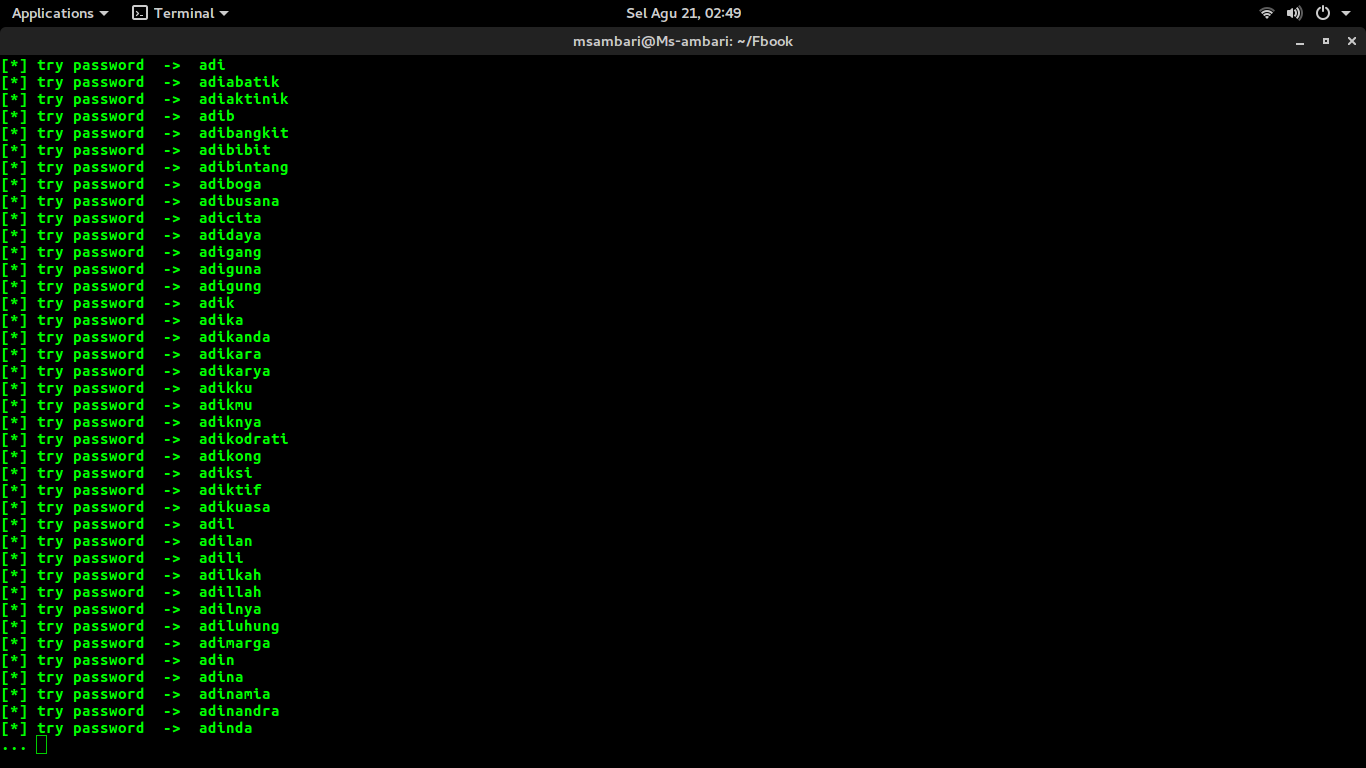 Applications Terminal Sel Agu 21, 02:49
msambari@Ms-ambari: ~/Fbook
[*] try password -> adi
[*] try password -> adiabatik
[*] try password -> adiaktinik
[*] try password -> adib
[*] try password -> adibangkit
[*] try password -> adibibit
[*] try password -> adibintang
[*] try password -> adiboga
[*] try password -> adibusana
[*] try password -> adicita
[*] try password -> adidaya
[*] try password -> adigang
[*] try password -> adiguna
[*] try password -> adigung
[*] try password -> adik
[*] try password -> adika
[*] try password -> adikanda
[*] try password -> adikara
[*] try password -> adikarya
[*] try password -> adikku
[*] try password -> adikmu
[*] try password -> adiknya
[*] try password -> adikodrati
[*] try password -> adikong
[*] try password -> adiksi
[*] try password -> adiktif
[*] try password -> adikuasa
[*] try password -> adil
[*] try password -> adilan
[*] try password -> adili
[*] try password -> adilkah
[*] try password -> adillah
[*] try password -> adilnya
[*] try password -> adiluhung
[*] try password -> adimarga
[*] try password -> adin
[*] try password -> adina
[*] try password -> adinamia
[*] try password -> adinandra
[*] try password -> adinda
...